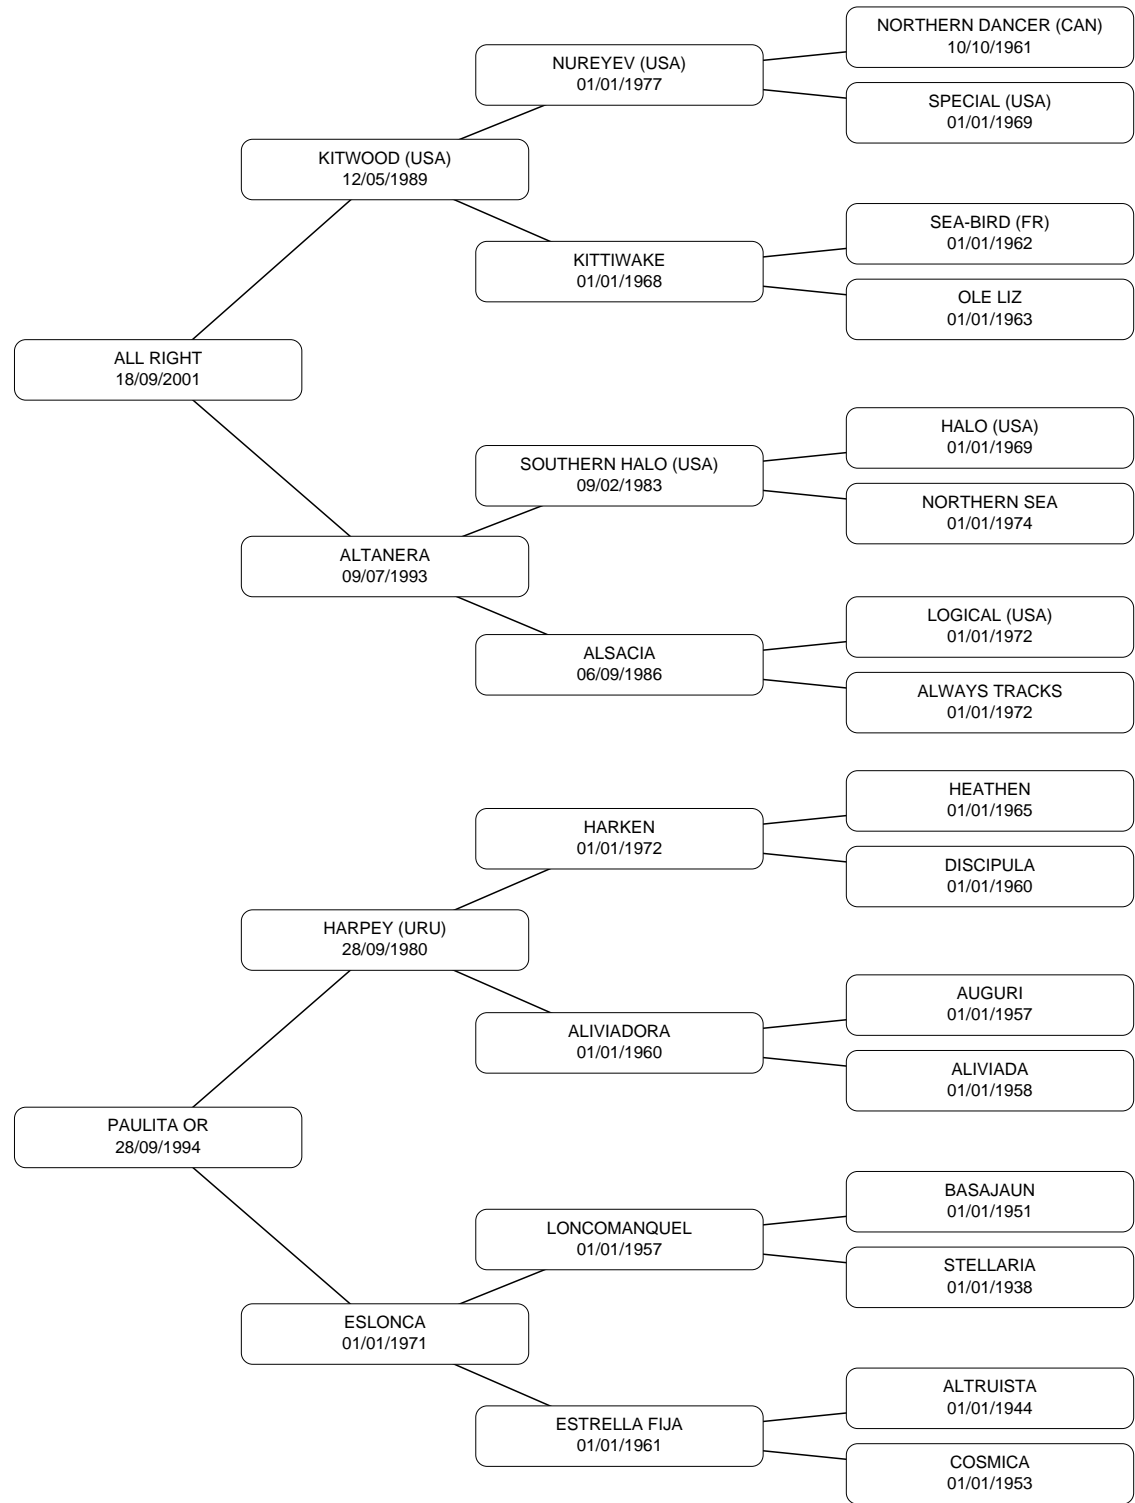 NORTHERN DANCER (CAN)
10/10/1961
NUREYEV (USA)
01/01/1977
SPECIAL (USA)
01/01/1969
KITWOOD (USA)
12/05/1989
SEA-BIRD (FR)
01/01/1962
KITTIWAKE
01/01/1968
OLE LIZ
01/01/1963
ALL RIGHT
18/09/2001
HALO (USA)
01/01/1969
SOUTHERN HALO (USA)
09/02/1983
NORTHERN SEA
01/01/1974
ALTANERA
09/07/1993
LOGICAL (USA)
01/01/1972
ALSACIA
06/09/1986
ALWAYS TRACKS
01/01/1972
HEATHEN
01/01/1965
HARKEN
01/01/1972
DISCIPULA
01/01/1960
HARPEY (URU)
28/09/1980
AUGURI
01/01/1957
ALIVIADORA
01/01/1960
ALIVIADA
01/01/1958
PAULITA OR
28/09/1994
BASAJAUN
01/01/1951
LONCOMANQUEL
01/01/1957
STELLARIA
01/01/1938
ESLONCA
01/01/1971
ALTRUISTA
01/01/1944
ESTRELLA FIJA
01/01/1961
COSMICA
01/01/1953